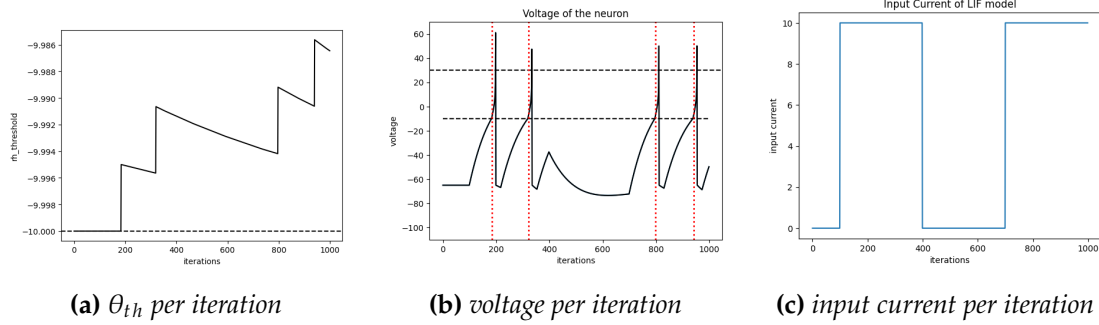 -9.986
-9.988
-9.990
-9.992
-9.994
-9.996
-9.998
-10.000
rh_threshold
0 200 400 600 800 1000
iterations
(a) θth per iteration
Voltage of the neuron
60
40
20
0
-20
-40
-60
-80
-100
voltage
0 200 400 600 800 1000
iterations
(b) voltage per iteration
Input Current of LIF model
10
8
6
4
2
0
input current
0 200 400 600 800 1000
iterations
(c) input current per iteration